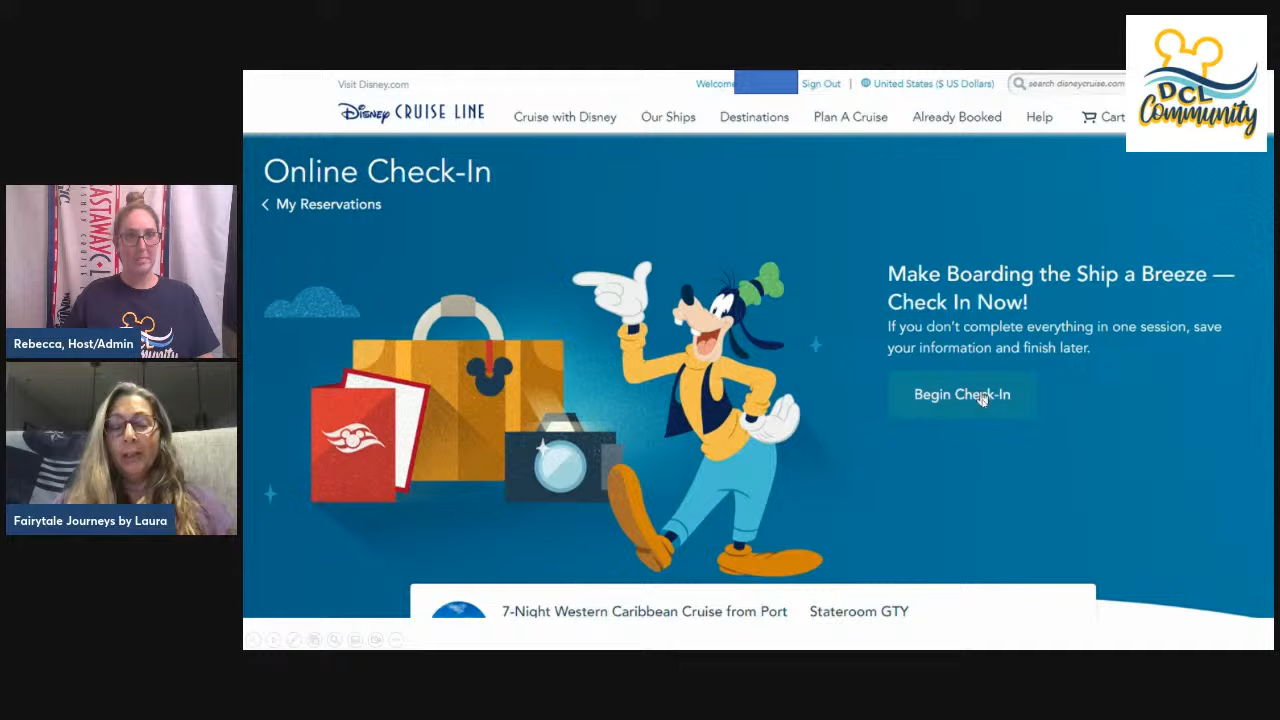 Visit Disney.com
Welcome
Sign Out
United States ($ US Dollars)
search disneycruise.com
DISNEY CRUISE LINE
Cruise with Disney
Our Ships
Destinations
Plan A Cruise
Already Booked
Help
Cart
DCL
Community
Online Check-In
My Reservations
Make Boarding the Ship a Breeze —
Check In Now!
If you don't complete everything in one session, save
your information and finish later.
Begin Check-In
7-Night Western Caribbean Cruise from Port
Stateroom GTY
ASTAWAY
Rebecca, Host/Admin
Fairytale Journeys by Laura